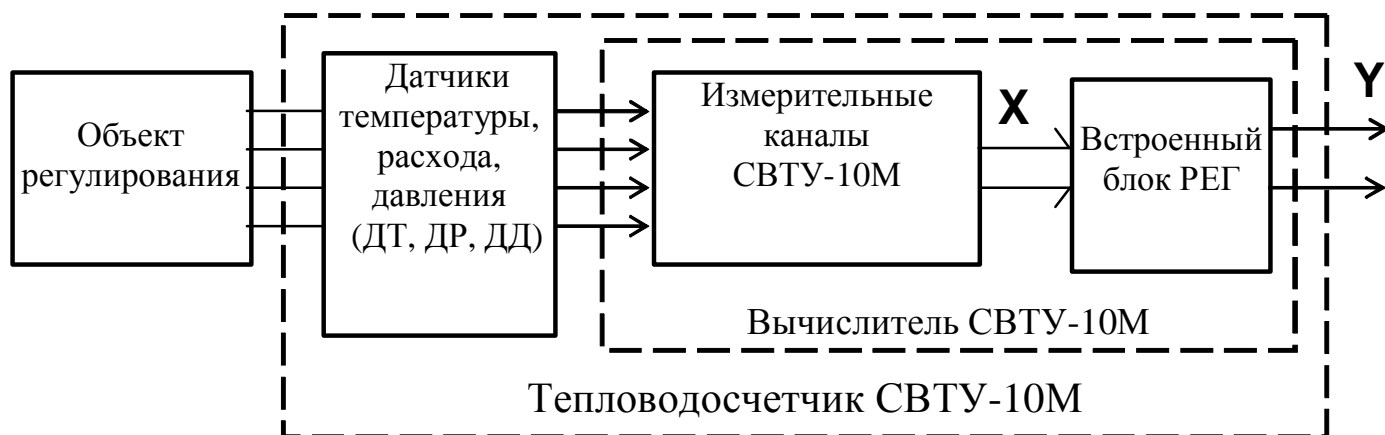 Объект
регулирования
Датчики
температуры,
расхода,
давления
(ДТ, ДР, ДД)
Измерительные
каналы
СВТУ-10М
X
Встроенный
блок РЕГ
Y
Вычислитель СВТУ-10М
Тепловодосчетчик СВТУ-10М